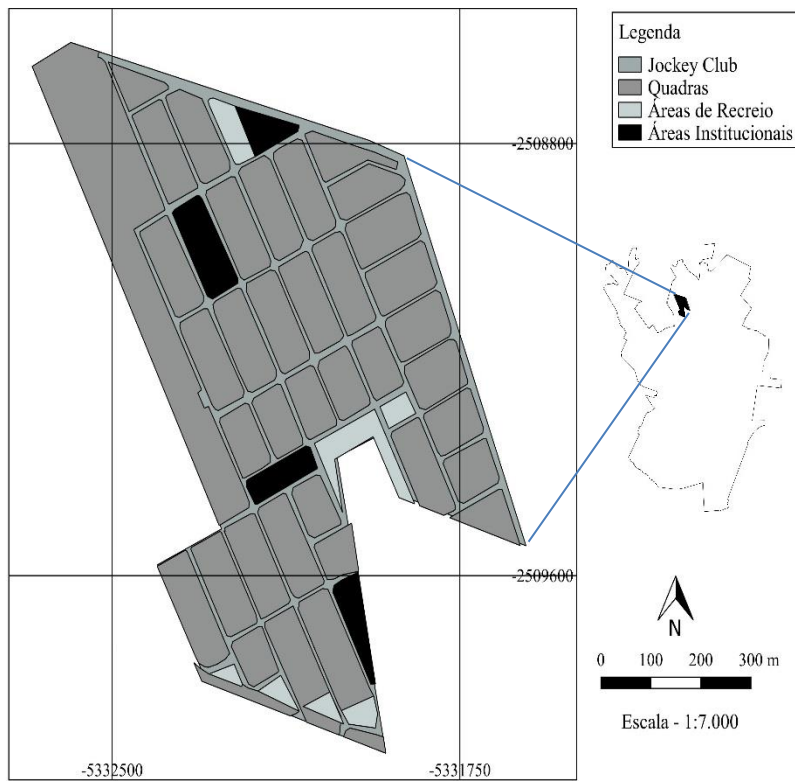 Legenda
Jockey Club
Quadras
Áreas de Recreio
Áreas Institucionais
-2508800
-2509600
N
0 100 200 300 m
Escala - 1:7.000
-5332500 -5331750